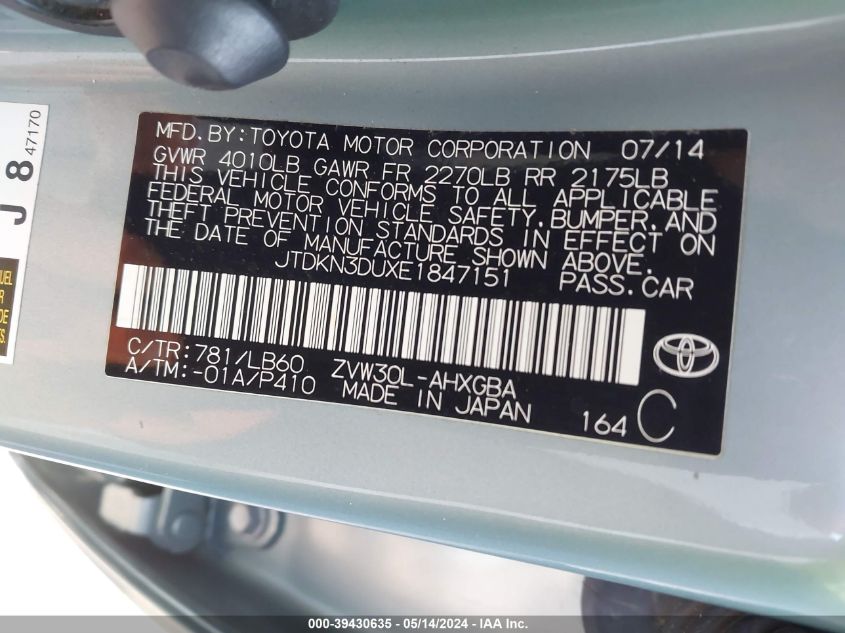 MFD. BY: TOYOTA MOTOR CORPORATION 07/14
GVWR 4010LB GAWR FR 2270LB RR 2175LB
THIS VEHICLE CONFORMS TO ALL APPLICABLE
FEDERAL MOTOR VEHICLE SAFETY, BUMPER, AND
THEFT PREVENTION STANDARDS IN EFFECT ON
THE DATE OF MANUFACTURE SHOWN ABOVE.
JTDKN3DUXE1847151 PASS. CAR
C/TR: 781/LB60 ZVW30L-AHXGBA
A/TM: -01A/P410 MADE IN JAPAN 164 C
J 8 47170
000-39430635 - 05/14/2024 - IAA Inc.